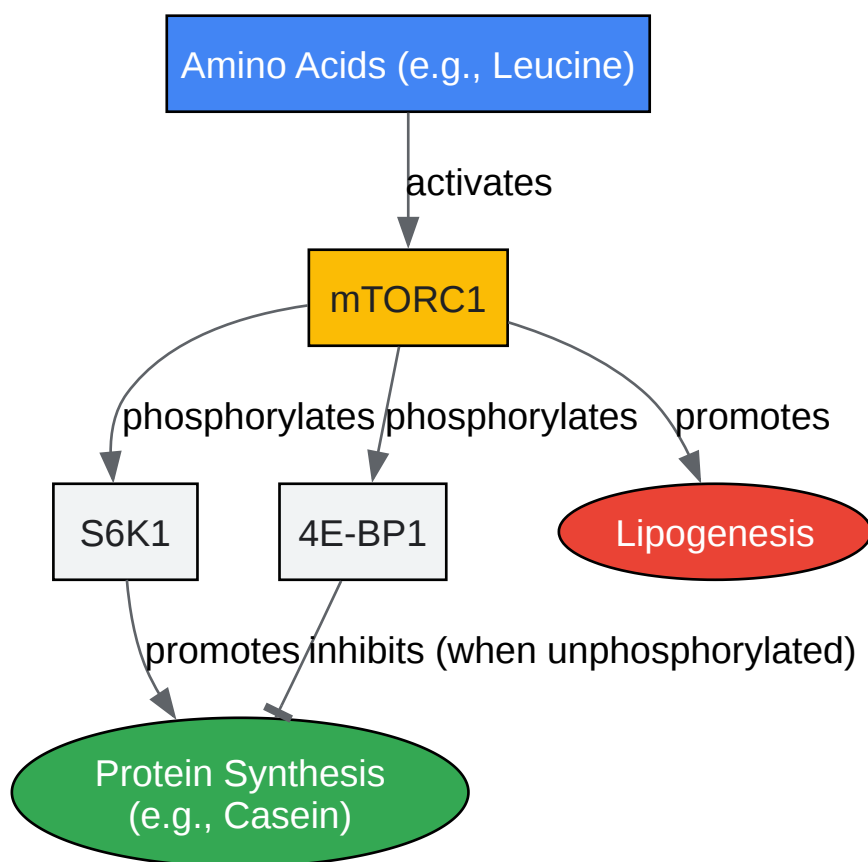 Amino Acids (e.g., Leucine)
activates
mTORC1
phosphorylates
phosphorylates
promotes
S6K1
4E-BP1
Lipogenesis
promotes
inhibits (when unphosphorylated)
Protein Synthesis
(e.g., Casein)